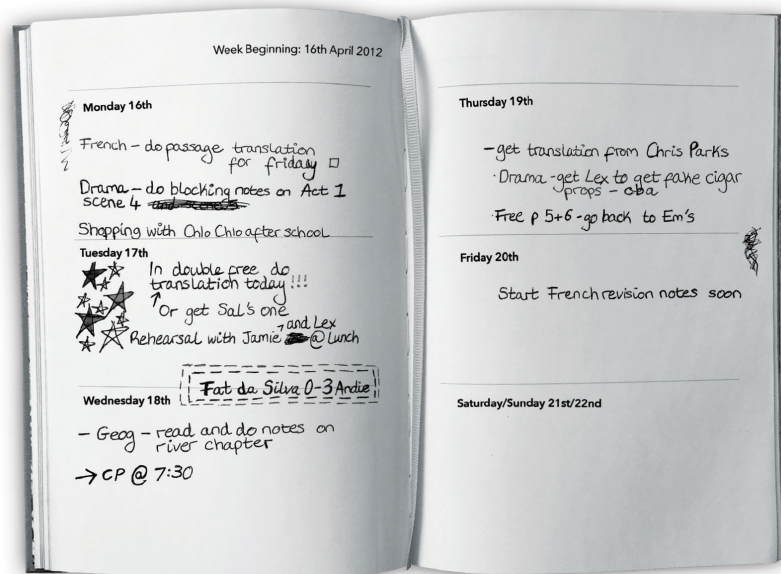 Week Beginning: 16th April 2012
Monday 16th
French – do passage translation
for friday
Drama – do blocking notes on Act 1
scene 4
Shopping with Chlo Chlo after school
Tuesday 17th
In double free do
translation today!!!
Or get Sal's one
and Lex
Rehearsal with Jamie @ Lunch
Fat da Silva 0-3 Andie
Wednesday 18th
– Geog – read and do notes on
river chapter
→ CP @ 7:30
Thursday 19th
– get translation from Chris Parks
· Drama - get Lex to get fake cigar
props – cba
· Free p 5+6 - go back to Em's
Friday 20th
Start French revision notes soon
Saturday/Sunday 21st/22nd